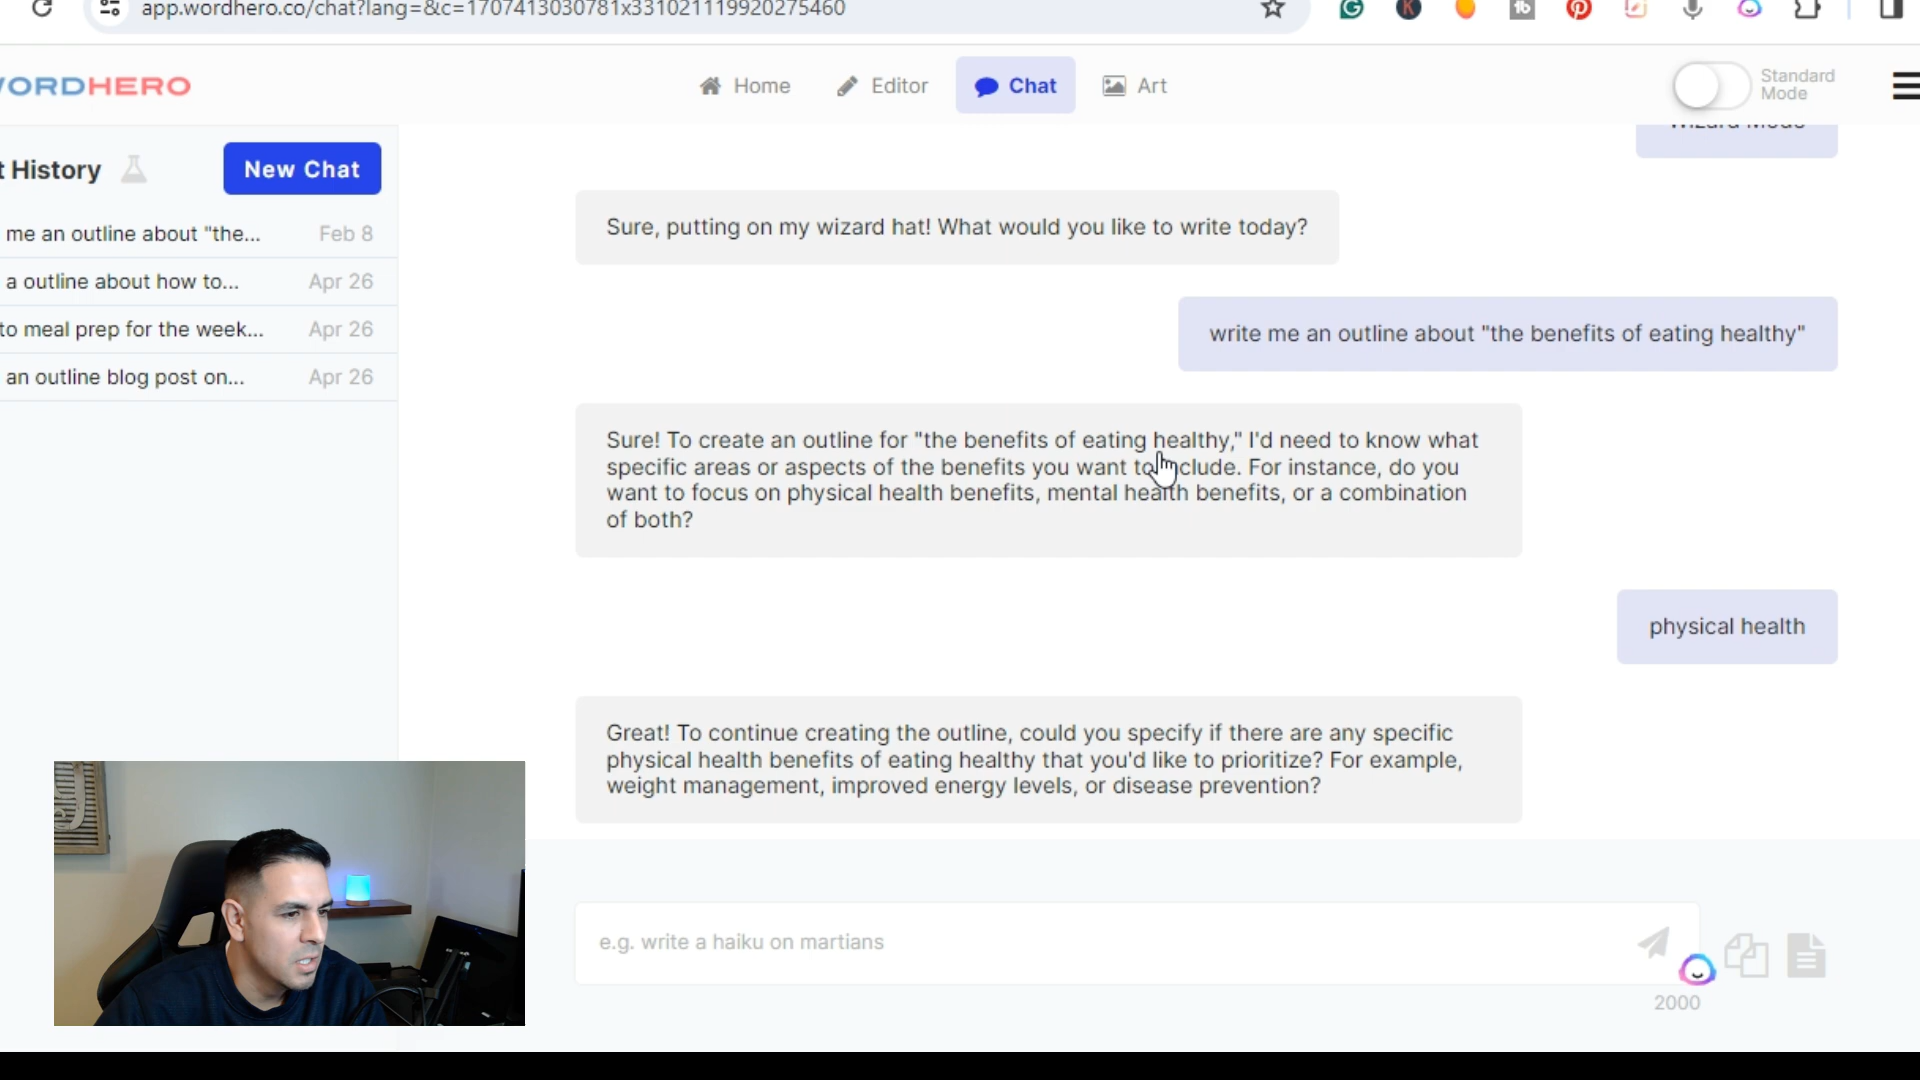 app.wordhero.co/chat?lang=&c=1707413030781x331021119920275460
WORDHERO
Home
Editor
Chat
Art
Standard
Mode
t History
New Chat
me an outline about "the...
Feb 8
a outline about how to...
Apr 26
to meal prep for the week...
Apr 26
an outline blog post on...
Apr 26
Wizard Mode
Sure, putting on my wizard hat! What would you like to write today?
write me an outline about "the benefits of eating healthy"
Sure! To create an outline for "the benefits of eating healthy," I'd need to know what
specific areas or aspects of the benefits you want to include. For instance, do you
want to focus on physical health benefits, mental health benefits, or a combination
of both?
physical health
Great! To continue creating the outline, could you specify if there are any specific
physical health benefits of eating healthy that you'd like to prioritize? For example,
weight management, improved energy levels, or disease prevention?
e.g. write a haiku on martians
2000